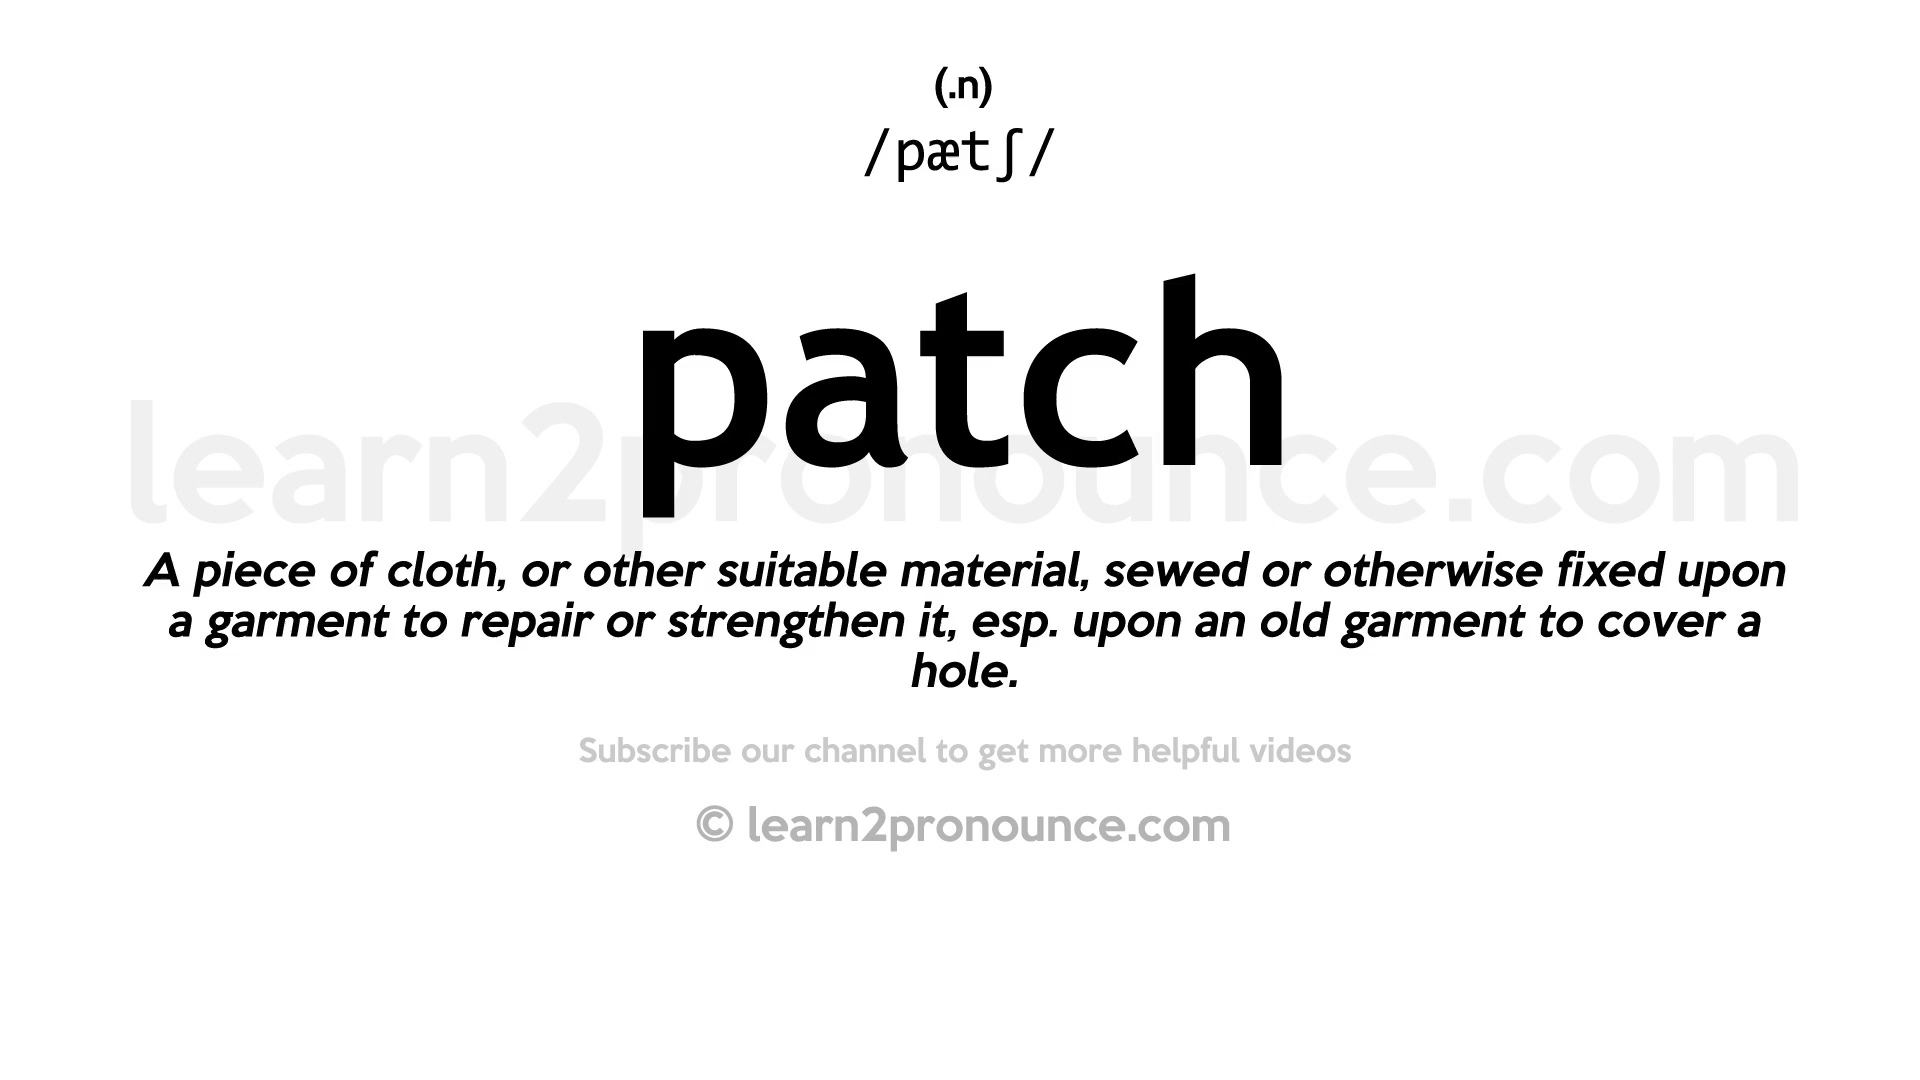 (.n)
/pætʃ/
patch
learn2pronounce.com
A piece of cloth, or other suitable material, sewed or otherwise fixed upon
a garment to repair or strengthen it, esp. upon an old garment to cover a
hole.
Subscribe our channel to get more helpful videos
© learn2pronounce.com